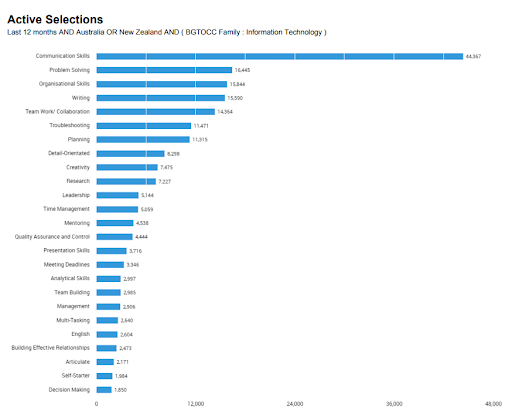 Active Selections
Last 12 months AND Australia OR New Zealand AND ( BGTOCC Family : Information Technology )
Communication Skills 44,367
Problem Solving 16,445
Organisational Skills 15,844
Writing 15,590
Team Work/ Collaboration 14,364
Troubleshooting 11,471
Planning 11,315
Detail-Orientated 8,298
Creativity 7,475
Research 7,227
Leadership 5,144
Time Management 5,059
Mentoring 4,538
Quality Assurance and Control 4,444
Presentation Skills 3,716
Meeting Deadlines 3,346
Analytical Skills 2,997
Team Building 2,985
Management 2,906
Multi-Tasking 2,640
English 2,604
Building Effective Relationships 2,473
Articulate 2,171
Self-Starter 1,984
Decision Making 1,850
0 12,000 24,000 36,000 48,000